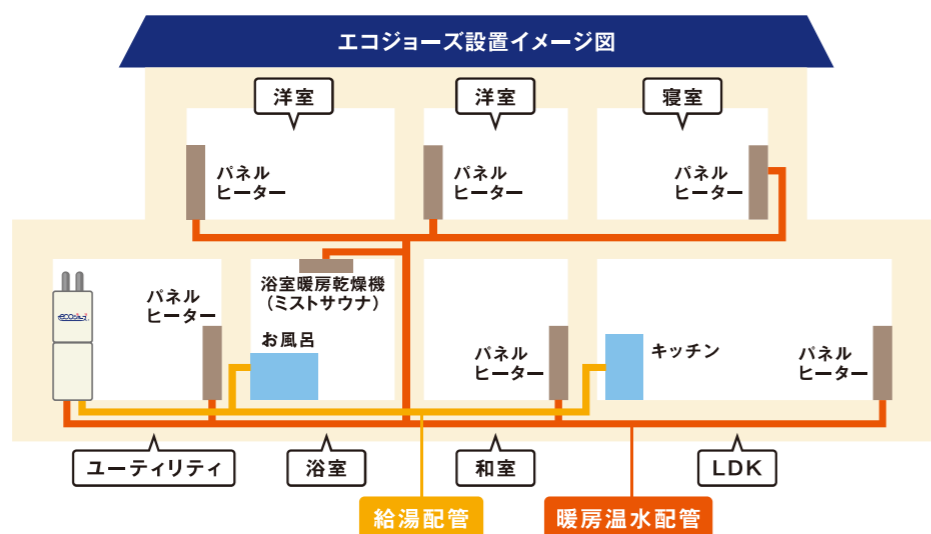 エコジョーズ設置イメージ図
洋室
洋室
寝室
パネル
ヒーター
パネル
ヒーター
パネル
ヒーター
浴室暖房乾燥機
（ミストサウナ）
パネル
ヒーター
お風呂
パネル
ヒーター
キッチン
パネル
ヒーター
ユーティリティ
浴室
和室
LDK
給湯配管
暖房温水配管